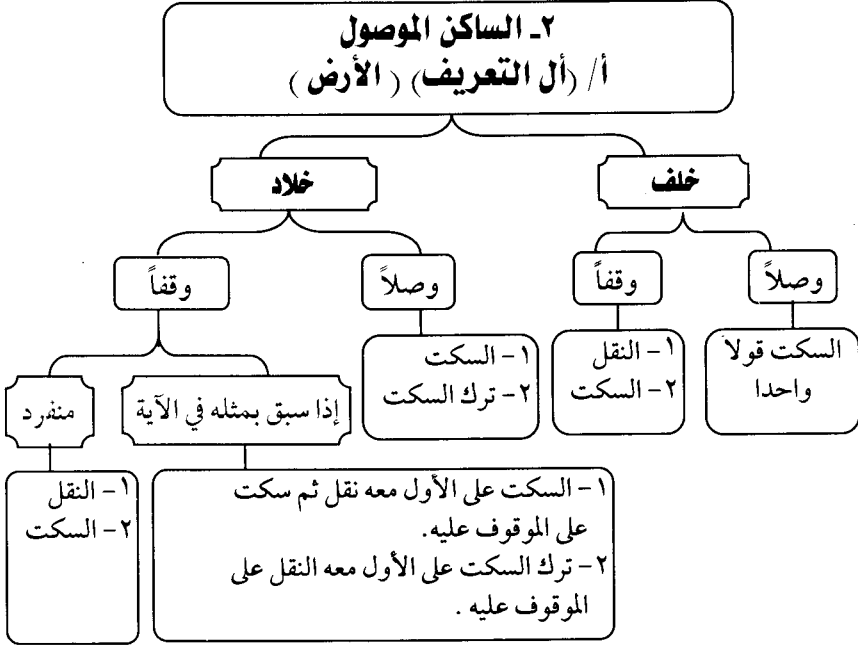 ٢ـ الساكن الموصول
أ/ (أل التعريف) (الأرض)
خلف
خلاد
وصلاً
وقفاً
وصلاً
وقفاً
السكت قولاً
واحدا
١- النقل
٢- السكت
١- السكت
٢- ترك السكت
إذا سبق بمثله في الآية
منفرد
١- السكت على الأول معه نقل ثم سكت
على الموقوف عليه.
٢- ترك السكت على الأول معه النقل على
الموقوف عليه .
١- النقل
٢- السكت